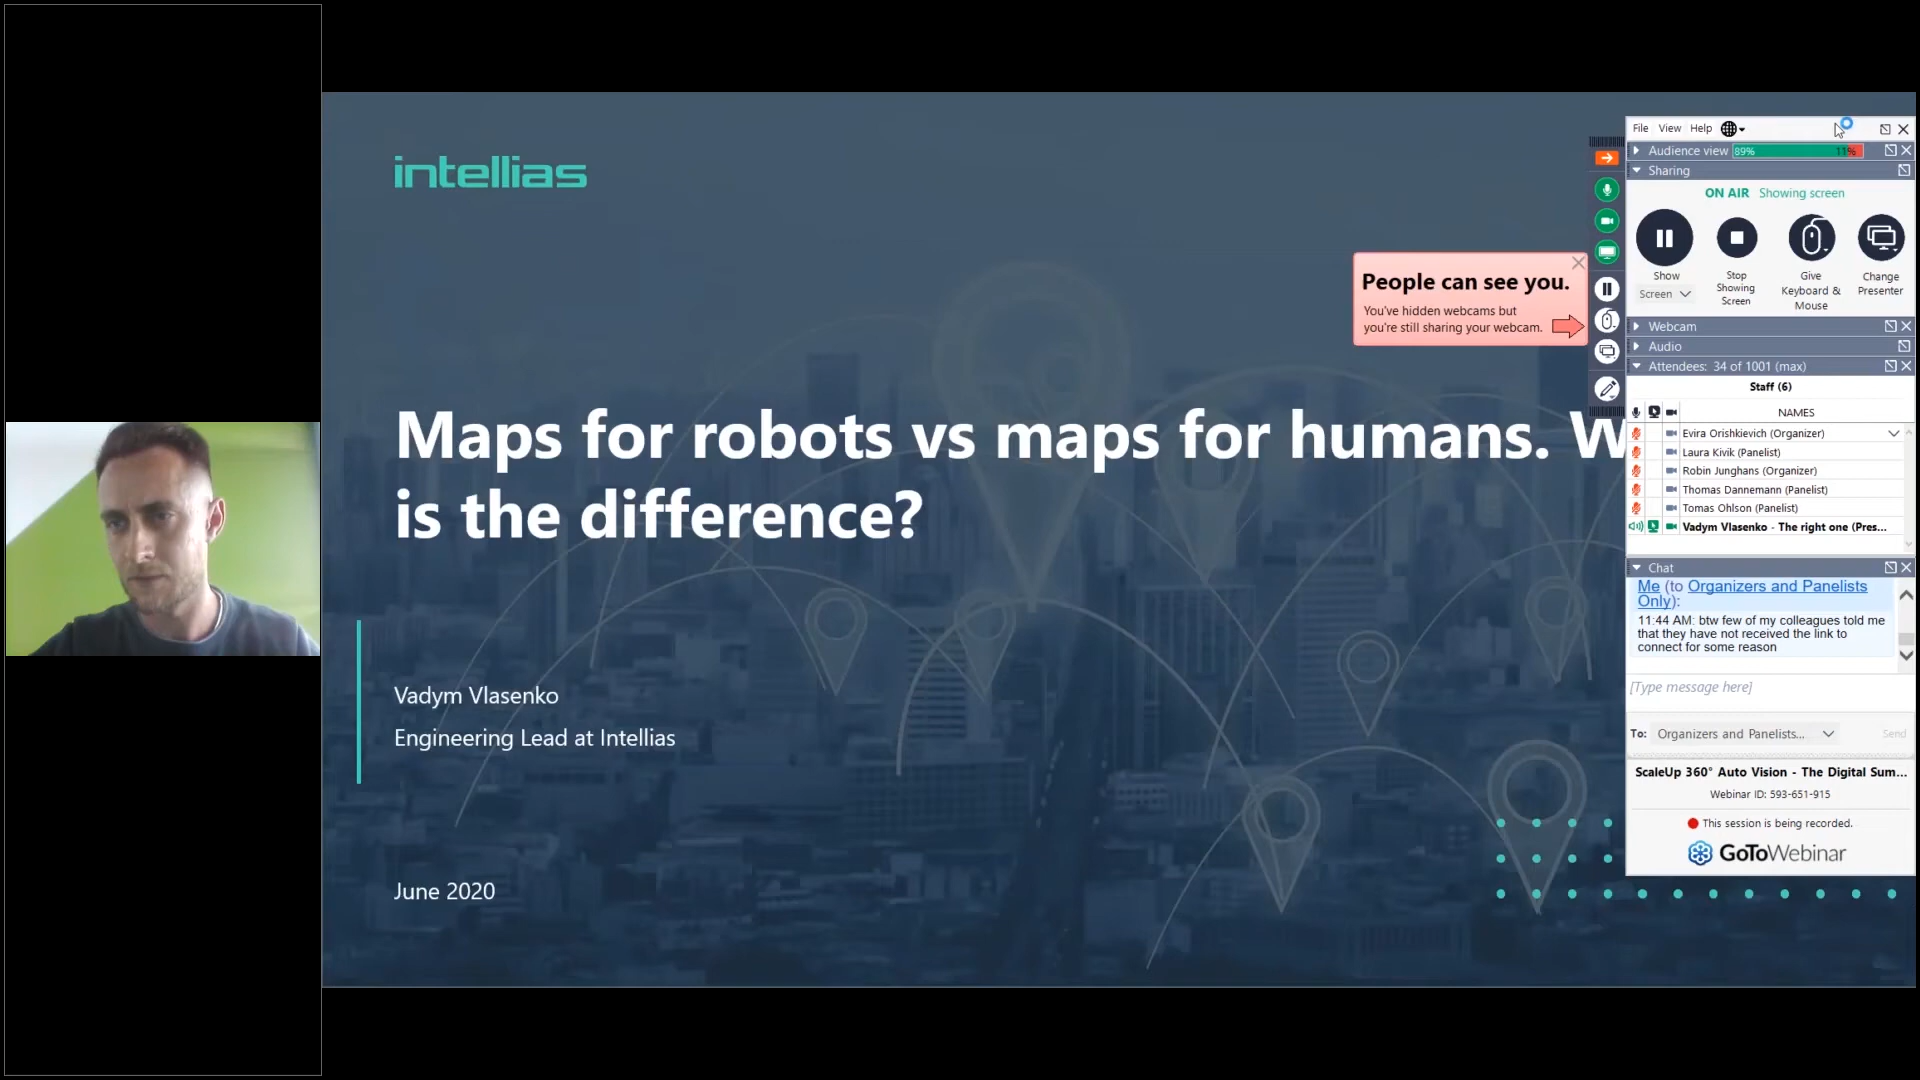 intellias
Maps for robots vs maps for humans. W
is the difference?
Vadym Vlasenko
Engineering Lead at Intellias
June 2020
People can see you.
You've hidden webcams but
you're still sharing your webcam.
File View Help
Audience view 89% 11%
Sharing
ON AIR Showing screen
Show
Screen
Stop
Showing
Screen
Give
Keyboard &
Mouse
Change
Presenter
Webcam
Audio
Attendees: 34 of 1001 (max)
Staff (6)
NAMES
Evira Orishkievich (Organizer)
Laura Kivik (Panelist)
Robin Junghans (Organizer)
Thomas Dannemann (Panelist)
Tomas Ohlson (Panelist)
Vadym Vlasenko - The right one (Pres...
Chat
Me (to Organizers and Panelists
Only):
11:44 AM: btw few of my colleagues told me
that they have not received the link to
connect for some reason
[Type message here]
To: Organizers and Panelists... Send
ScaleUp 360° Auto Vision - The Digital Sum...
Webinar ID: 593-651-915
This session is being recorded.
GoToWebinar